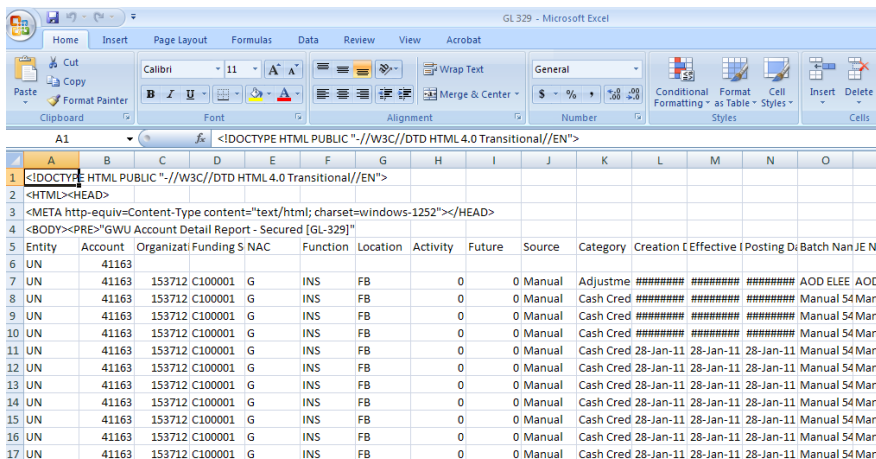 GL 329 - Microsoft Excel
Home Insert Page Layout Formulas Data Review View Acrobat
Paste
Cut
Copy
Format Painter
Clipboard
Calibri 11 A A
B I U A
Font
Wrap Text
Merge & Center
Alignment
General
$ % , .0 .00 .00 .0
Number
Conditional Formatting
Format as Table
Cell Styles
Styles
Insert Delete
Cells
A1 fx <!DOCTYPE HTML PUBLIC "-//W3C//DTD HTML 4.0 Transitional//EN">
A B C D E F G H I J K L M N O
1 <!DOCTYPE HTML PUBLIC "-//W3C//DTD HTML 4.0 Transitional//EN">
2 <HTML><HEAD>
3 <META http-equiv=Content-Type content="text/html; charset=windows-1252"></HEAD>
4 <BODY><PRE>"GWU Account Detail Report - Secured [GL-329]"
5 Entity Account Organizati Funding S NAC Function Location Activity Future Source Category Creation D Effective D Posting Da Batch Nam JE N
6 UN 41163
7 UN 41163 153712 C100001 G INS FB 0 0 Manual Adjustme ######## ######## ######## AOD ELEE AOD
8 UN 41163 153712 C100001 G INS FB 0 0 Manual Cash Cred ######## ######## ######## Manual 54 Mar
9 UN 41163 153712 C100001 G INS FB 0 0 Manual Cash Cred ######## ######## ######## Manual 54 Mar
10 UN 41163 153712 C100001 G INS FB 0 0 Manual Cash Cred ######## ######## ######## Manual 54 Mar
11 UN 41163 153712 C100001 G INS FB 0 0 Manual Cash Cred 28-Jan-11 28-Jan-11 28-Jan-11 Manual 54 Mar
12 UN 41163 153712 C100001 G INS FB 0 0 Manual Cash Cred 28-Jan-11 28-Jan-11 28-Jan-11 Manual 54 Mar
13 UN 41163 153712 C100001 G INS FB 0 0 Manual Cash Cred 28-Jan-11 28-Jan-11 28-Jan-11 Manual 54 Mar
14 UN 41163 153712 C100001 G INS FB 0 0 Manual Cash Cred 28-Jan-11 28-Jan-11 28-Jan-11 Manual 54 Mar
15 UN 41163 153712 C100001 G INS FB 0 0 Manual Cash Cred 28-Jan-11 28-Jan-11 28-Jan-11 Manual 54 Mar
16 UN 41163 153712 C100001 G INS FB 0 0 Manual Cash Cred 28-Jan-11 28-Jan-11 28-Jan-11 Manual 54 Mar
17 UN 41163 153712 C100001 G INS FB 0 0 Manual Cash Cred 28-Jan-11 28-Jan-11 28-Jan-11 Manual 54 Mar